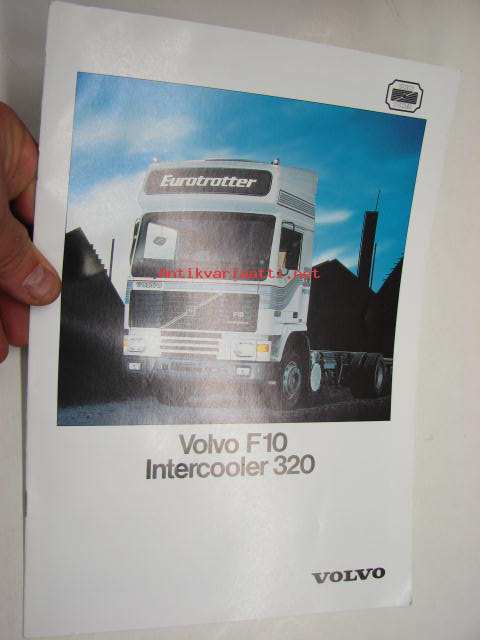 Eurotrotter
Antikvariaatti.net
VOLVO
F10
Volvo F10
Intercooler 320
VOLVO